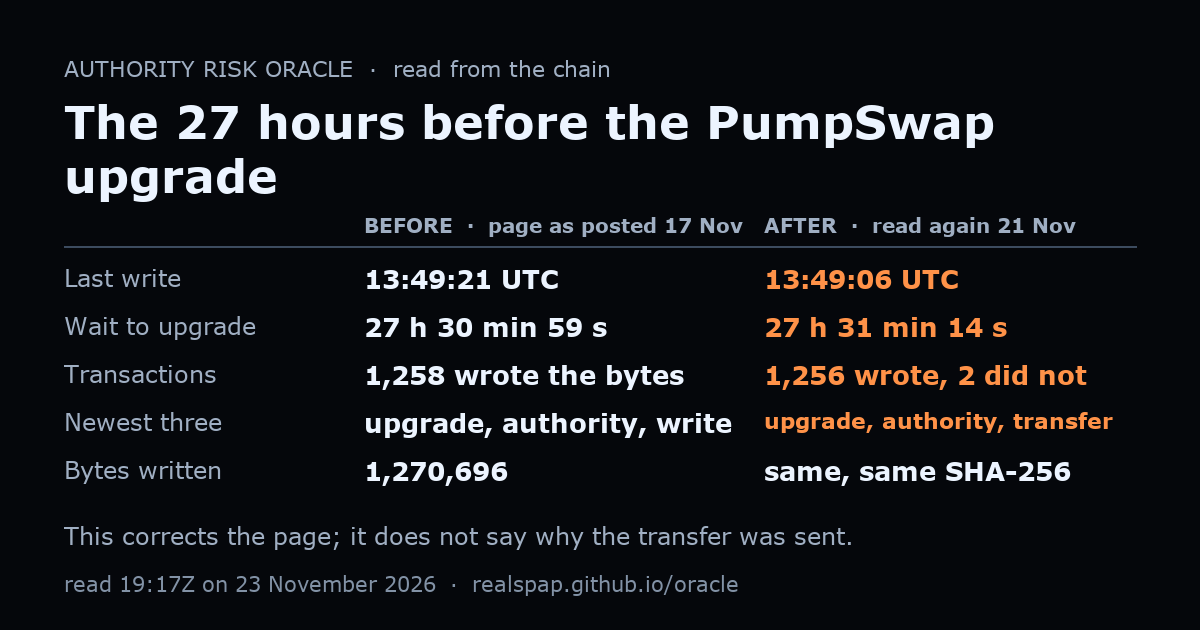 AUTHORITY RISK ORACLE · read from the chain
The 27 hours before the PumpSwap
upgrade
BEFORE · page as posted 17 Nov AFTER · read again 21 Nov
Last write 13:49:21 UTC 13:49:06 UTC
Wait to upgrade 27 h 30 min 59 s 27 h 31 min 14 s
Transactions 1,258 wrote the bytes 1,256 wrote, 2 did not
Newest three upgrade, authority, write upgrade, authority, transfer
Bytes written 1,270,696 same, same SHA-256
This corrects the page; it does not say why the transfer was sent.
read 19:17Z on 23 November 2026 · realspap.github.io/oracle